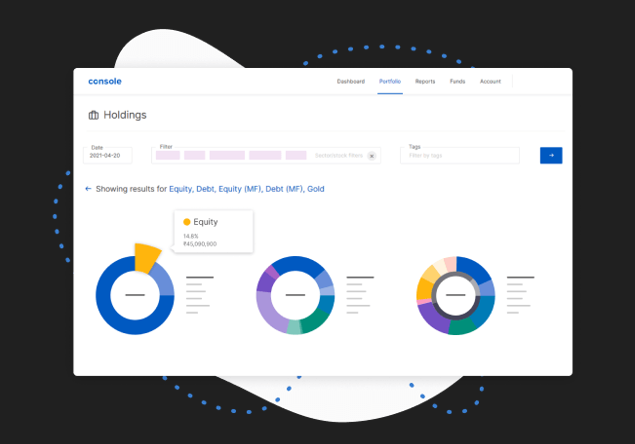 console
Dashboard Portfolio Reports Funds Account
Holdings
Date
2021-04-20
Filter
Sector/stock filters
Tags
Filter by tags
← Showing results for Equity, Debt, Equity (MF), Debt (MF), Gold
Equity
14.6%
₹45,000,000